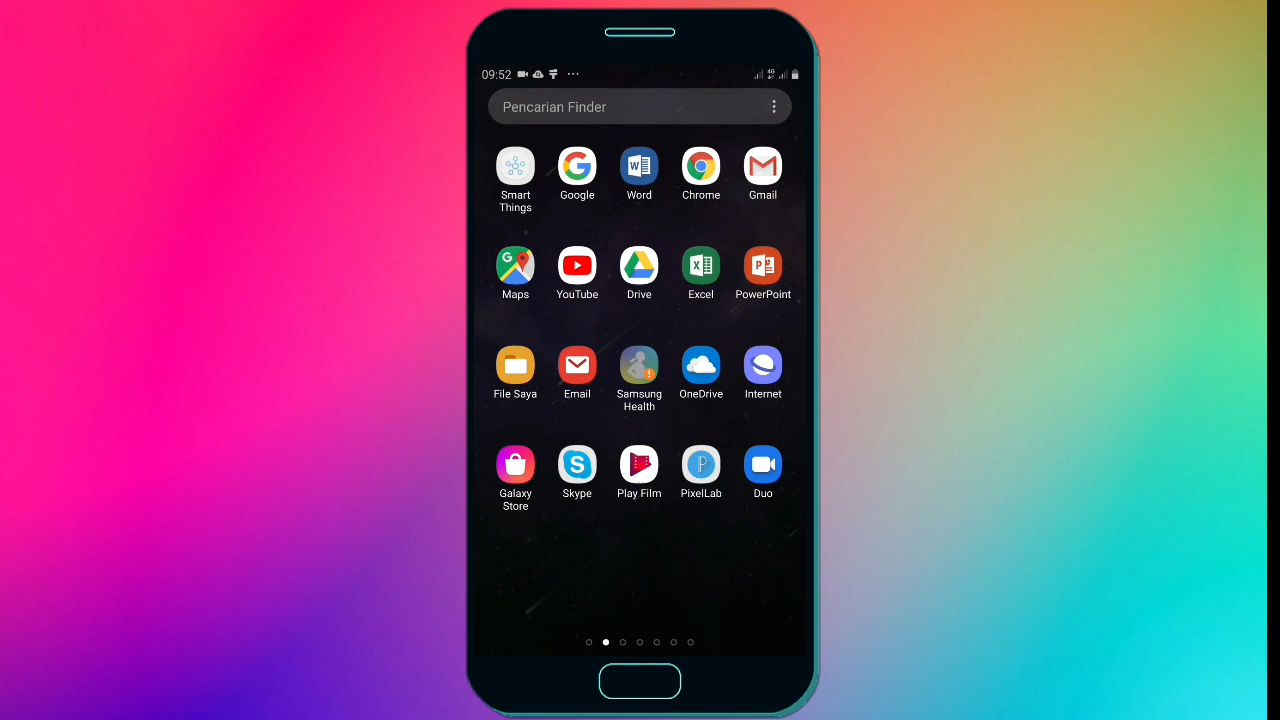 09:52
4G
Pencarian Finder
Smart Things
Google
Word
Chrome
Gmail
Maps
YouTube
Drive
Excel
PowerPoint
File Saya
Email
Samsung Health
OneDrive
Internet
Galaxy Store
Skype
Play Film
PixelLab
Duo